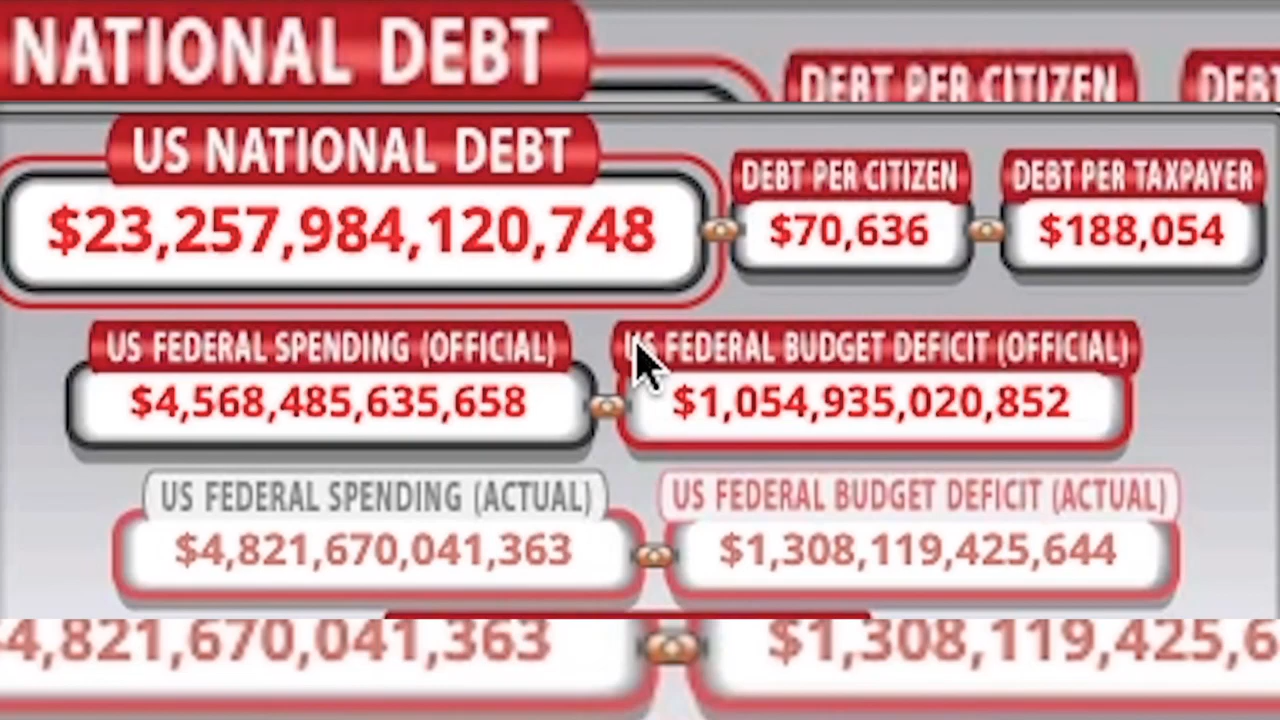 NATIONAL DEBT
DEBT PER CITIZEN
DEBT
US NATIONAL DEBT
DEBT PER CITIZEN
DEBT PER TAXPAYER
$23,257,984,120,748
$70,636
$188,054
US FEDERAL SPENDING (OFFICIAL)
US FEDERAL BUDGET DEFICIT (OFFICIAL)
$4,568,485,635,658
$1,054,935,020,852
US FEDERAL SPENDING (ACTUAL)
US FEDERAL BUDGET DEFICIT (ACTUAL)
$4,821,670,041,363
$1,308,119,425,644
4,821,670,041,363
$1,308,119,425,6